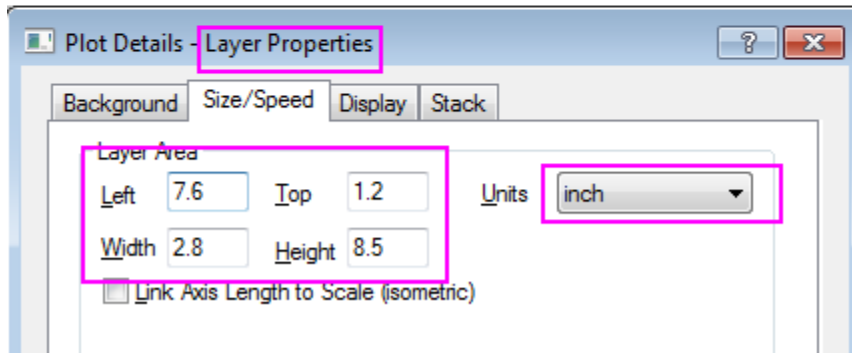 Plot Details - Layer Properties
Background Size/Speed Display Stack
Layer Area
Left 7.6 Top 1.2 Units inch
Width 2.8 Height 8.5
Link Axis Length to Scale (isometric)